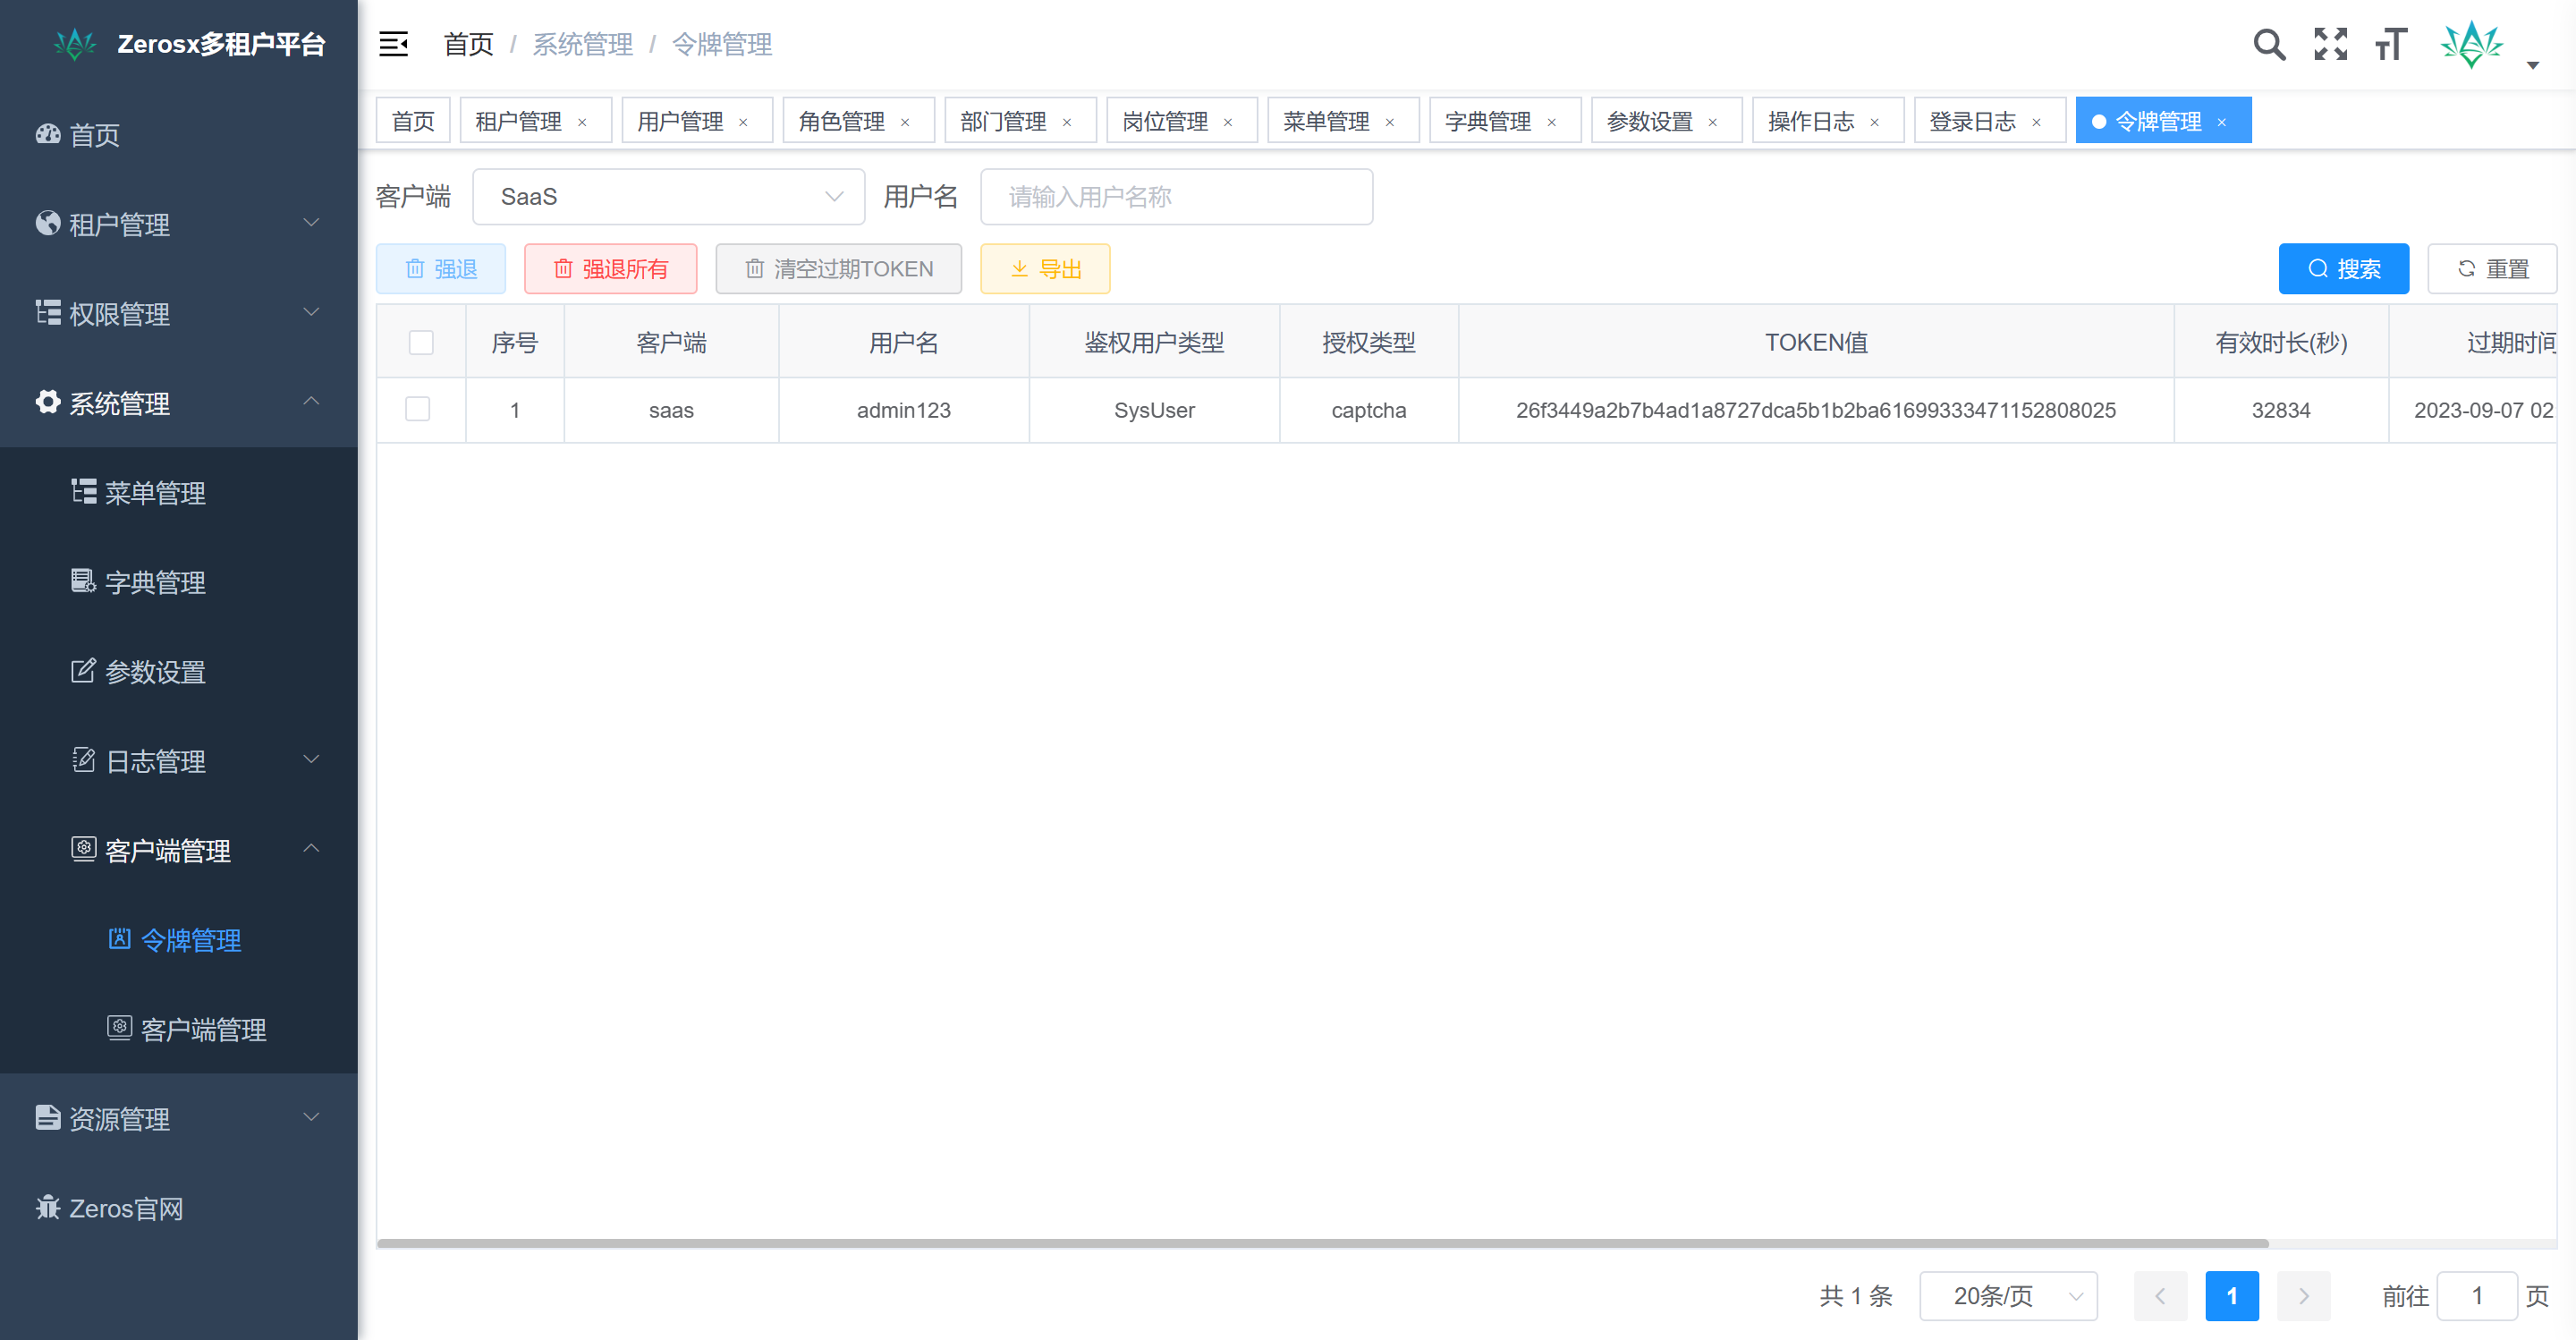 Zerosx多租户平台
首页 / 系统管理 / 令牌管理
首页
租户管理
权限管理
系统管理
菜单管理
字典管理
参数设置
日志管理
客户端管理
令牌管理
客户端管理
资源管理
Zeros官网
首页 租户管理 × 用户管理 × 角色管理 × 部门管理 × 岗位管理 × 菜单管理 × 字典管理 × 参数设置 × 操作日志 × 登录日志 × 令牌管理 ×
客户端 SaaS 用户名 请输入用户名称
强退 强退所有 清空过期TOKEN 导出 搜索 重置
序号 客户端 用户名 鉴权用户类型 授权类型 TOKEN值 有效时长(秒) 过期时间
1 saas admin123 SysUser captcha 26f3449a2b7b4ad1a8727dca5b1b2ba61699333471152808025 32834 2023-09-07 02
共 1 条 20条/页 1 前往 1 页